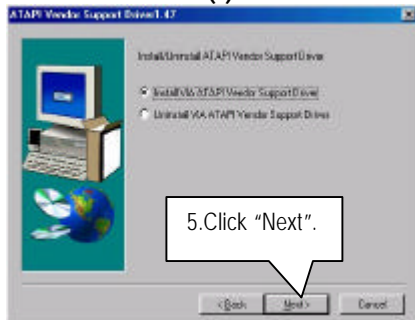 ATAPI Vendor Support Driver1.47
Install/Uninstall ATAPI Vendor Support Driver
Install VIA ATAPI Vendor Support Driver
Uninstall VIA ATAPI Vendor Support Driver
5.Click “Next”.
< Back
Next >
Cancel